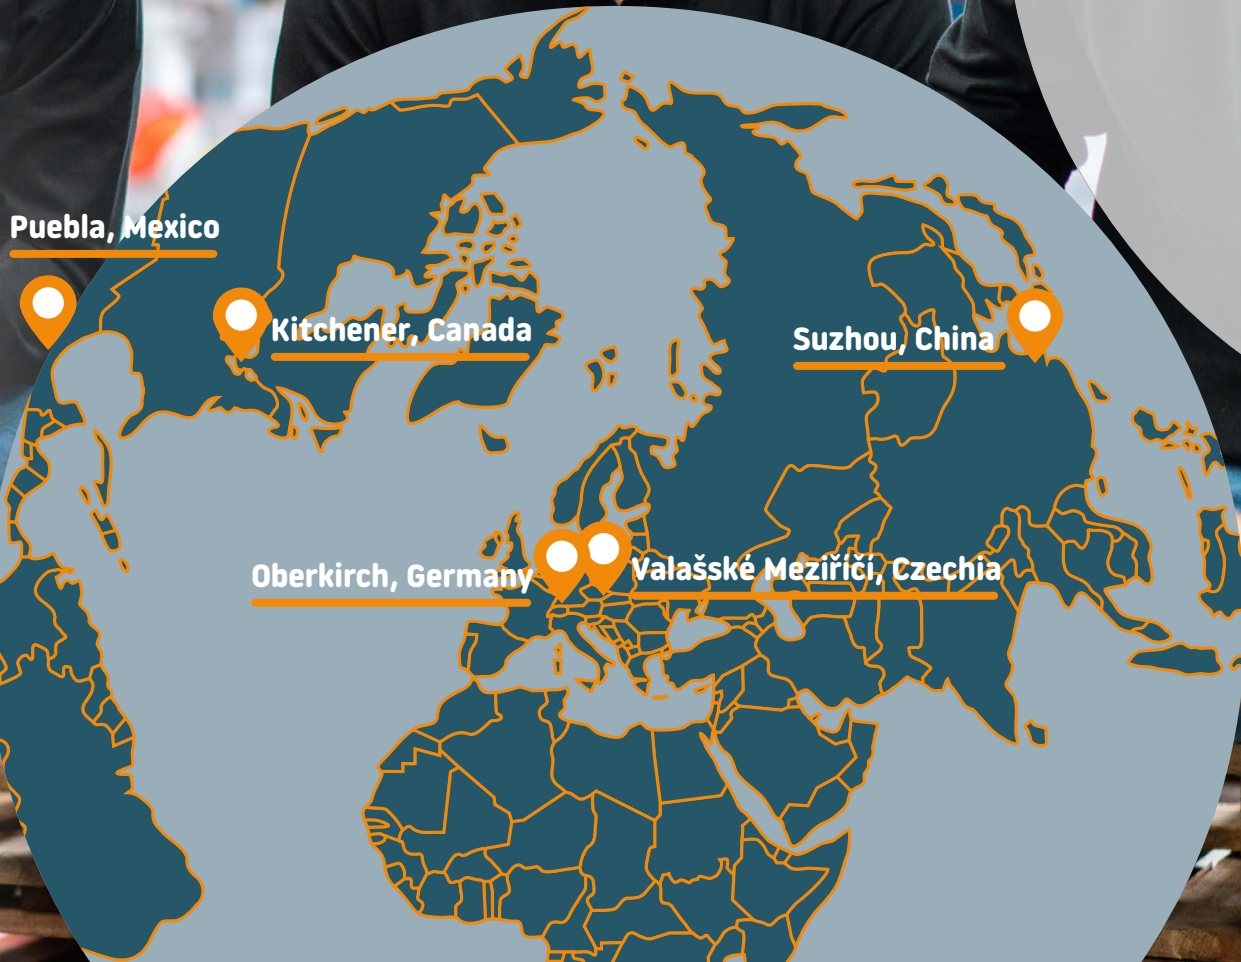 Puebla, Mexico
Kitchener, Canada
Suzhou, China
Oberkirch, Germany
Valašské Meziříčí, Czechia